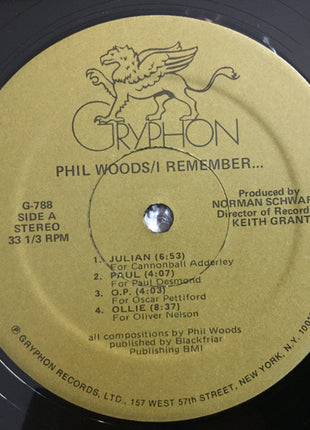 GRYPHON
PHIL WOODS/I REMEMBER...
G-788
SIDE A
STEREO
33 1/3 RPM
Produced by
NORMAN
Director of
KEITH
1. JULIAN (6:53)
For Cannonball Adderley
2. PAUL (4:07)
For Paul Desmond
3. O.P. (4:03)
For Oscar Pettiford
4. OLLIE (8:37)
For Oliver Nelson
all compositions by Phil Woods
published by Blackfriar
Publishing BMI
℗ GRYPHON RECORDS, LTD., 157 WEST 57th STREET, NEW YORK, N.Y.